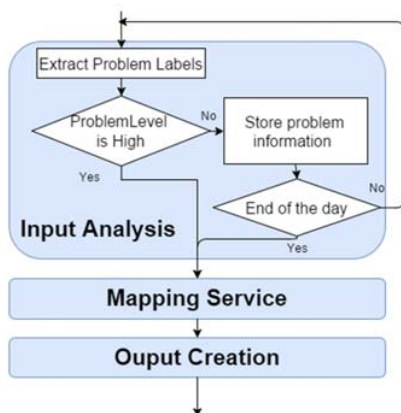 Extract Problem Labels
ProblemLevel
is High
No
Store problem
information
Yes
End of the day
No
Input Analysis
Yes
Mapping Service
Ouput Creation